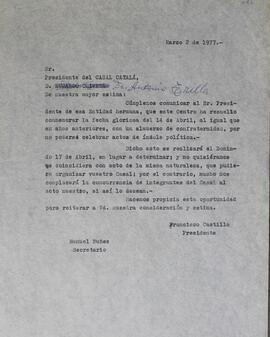 Marzo 2 de 1977.-
Sr.
Presidente del CASAL CATALÁ,
D. Antonio Trilla
De nuestra mayor estima:
Cúmplenos comunicar al Sr. Presi-
dente de esa Entidad hermana, que este Centro ha resuelto
conmemorar la fecha gloriosa del 14 de Abril, al igual que
en años anteriores, con un almuerzo de confraternidad, por
no poderse celebrar actos de índole política.
Dicho acto se realizará el Domin-
do 17 de Abril, en lugar a determinar; y no quisiéramos
que coincidiera con acto de la misma naturaleza, que pudie-
ra organizar vuestro Casal; por el contrario, mucho nos
complacerá la concurrencia de integrantes del Casal al
acto nuestro, si así lo desean.
Hacemos propicia esta oportunidad
para reiterar a Vd. nuestra consideración y estima.
Francisco Castillo
Presidente
Manuel Nuñes
Secretario